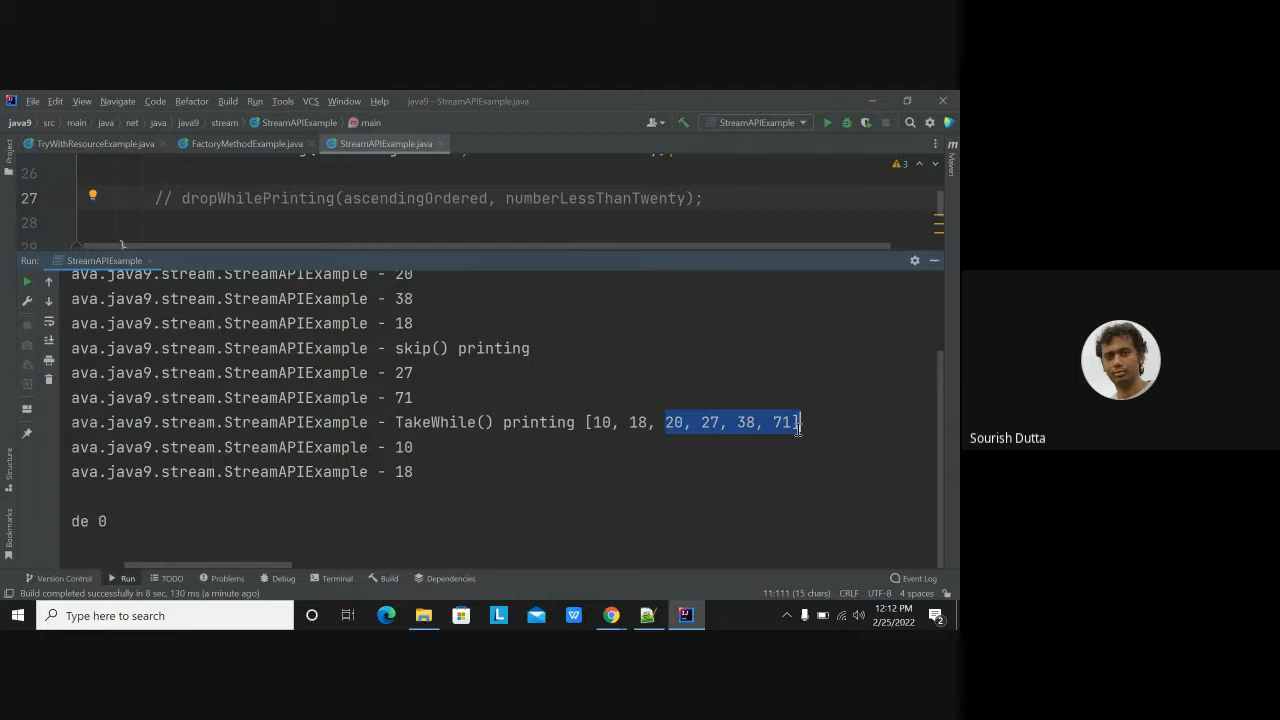 File Edit View Navigate Code Refactor Build Run Tools VCS Window Help java9 - StreamAPIExample.java
java9 src main java net java java9 stream StreamAPIExample main StreamAPIExample
TryWithResourceExample.java FactoryMethodExample.java StreamAPIExample.java
Project
Maven
26
3
27 // dropWhilePrinting(ascendingOrdered, numberLessThanTwenty);
28
29 }
Run: StreamAPIExample
ava.java9.stream.StreamAPIExample - 20
ava.java9.stream.StreamAPIExample - 38
ava.java9.stream.StreamAPIExample - 18
ava.java9.stream.StreamAPIExample - skip() printing
ava.java9.stream.StreamAPIExample - 27
ava.java9.stream.StreamAPIExample - 71
ava.java9.stream.StreamAPIExample - TakeWhile() printing [10, 18, 20, 27, 38, 71]
ava.java9.stream.StreamAPIExample - 10
ava.java9.stream.StreamAPIExample - 18
de 0
Structure
Bookmarks
Version Control Run TODO Problems Debug Terminal Build Dependencies Event Log
Build completed successfully in 8 sec, 130 ms (a minute ago) 11:111 (15 chars) CRLF UTF-8 4 spaces
Type here to search
12:12 PM
2/25/2022
2
Sourish Dutta